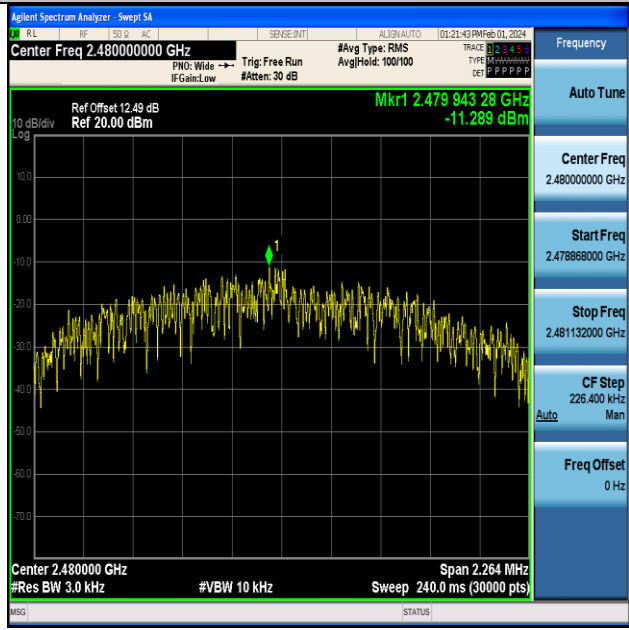 Agilent Spectrum Analyzer - Swept SA
RL RF 50 Ω AC SENSE:INT ALIGN AUTO 01:21:43 PM Feb 01, 2024
Center Freq 2.480000000 GHz
PNO: Wide
IFGain:Low
Trig: Free Run
#Atten: 30 dB
#Avg Type: RMS
Avg|Hold: 100/100
TRACE 1 2 3 4 5 6
TYPE M
DET P P P P P P
Frequency
Auto Tune
Center Freq
2.480000000 GHz
Start Freq
2.478868000 GHz
Stop Freq
2.481132000 GHz
CF Step
226.400 kHz
Auto Man
Freq Offset
0 Hz
Mkr1 2.479 943 28 GHz
-11.289 dBm
Ref Offset 12.49 dB
10 dB/div Ref 20.00 dBm
Log
10.0
0.00
1
-10.0
-20.0
-30.0
-40.0
-50.0
-60.0
-70.0
Center 2.480000 GHz Span 2.264 MHz
#Res BW 3.0 kHz #VBW 10 kHz Sweep 240.0 ms (30000 pts)
MSG STATUS